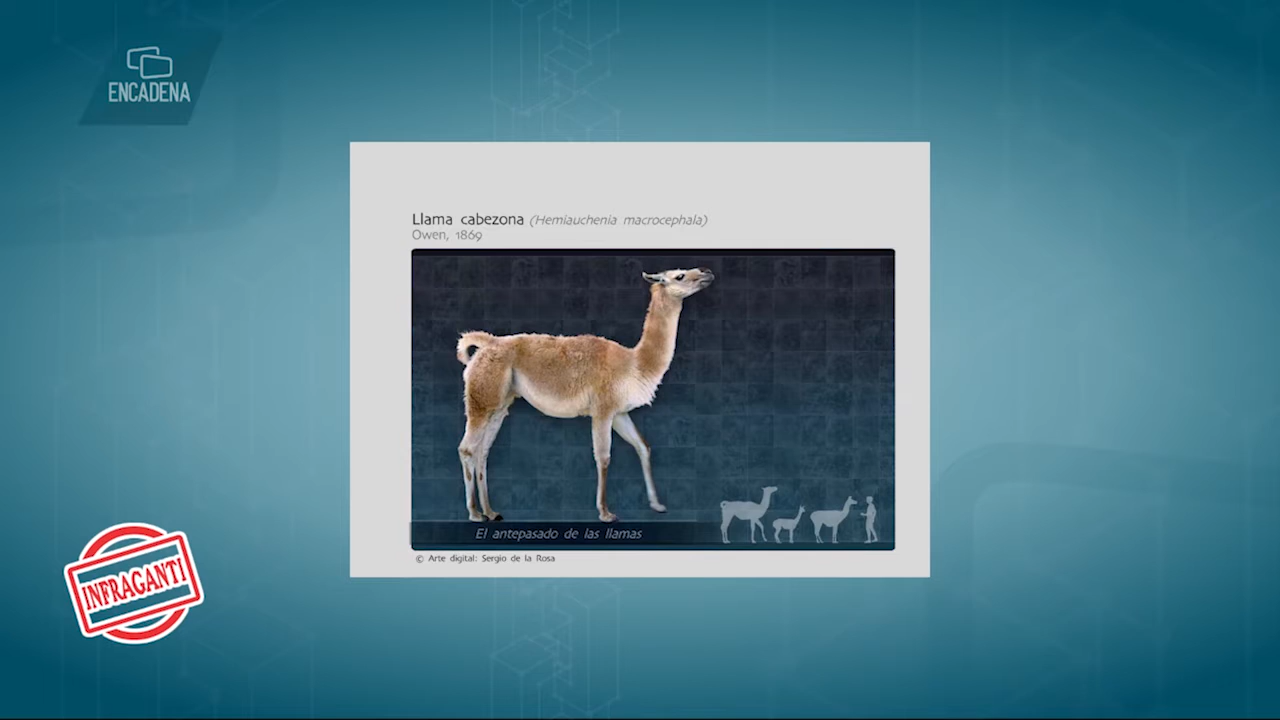 ENCADENA
Llama cabezona (Hemiauchenia macrocephala)
Owen, 1869
El antepasado de las llamas
© Arte digital: Sergio de la Rosa
INFRAGANTI